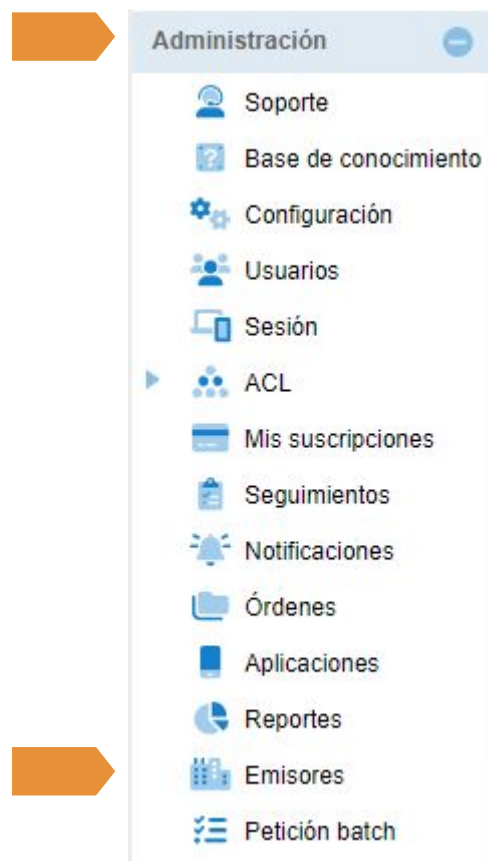 Administración
Soporte
Base de conocimiento
Configuración
Usuarios
Sesión
ACL
Mis suscripciones
Seguimientos
Notificaciones
Órdenes
Aplicaciones
Reportes
Emisores
Petición batch